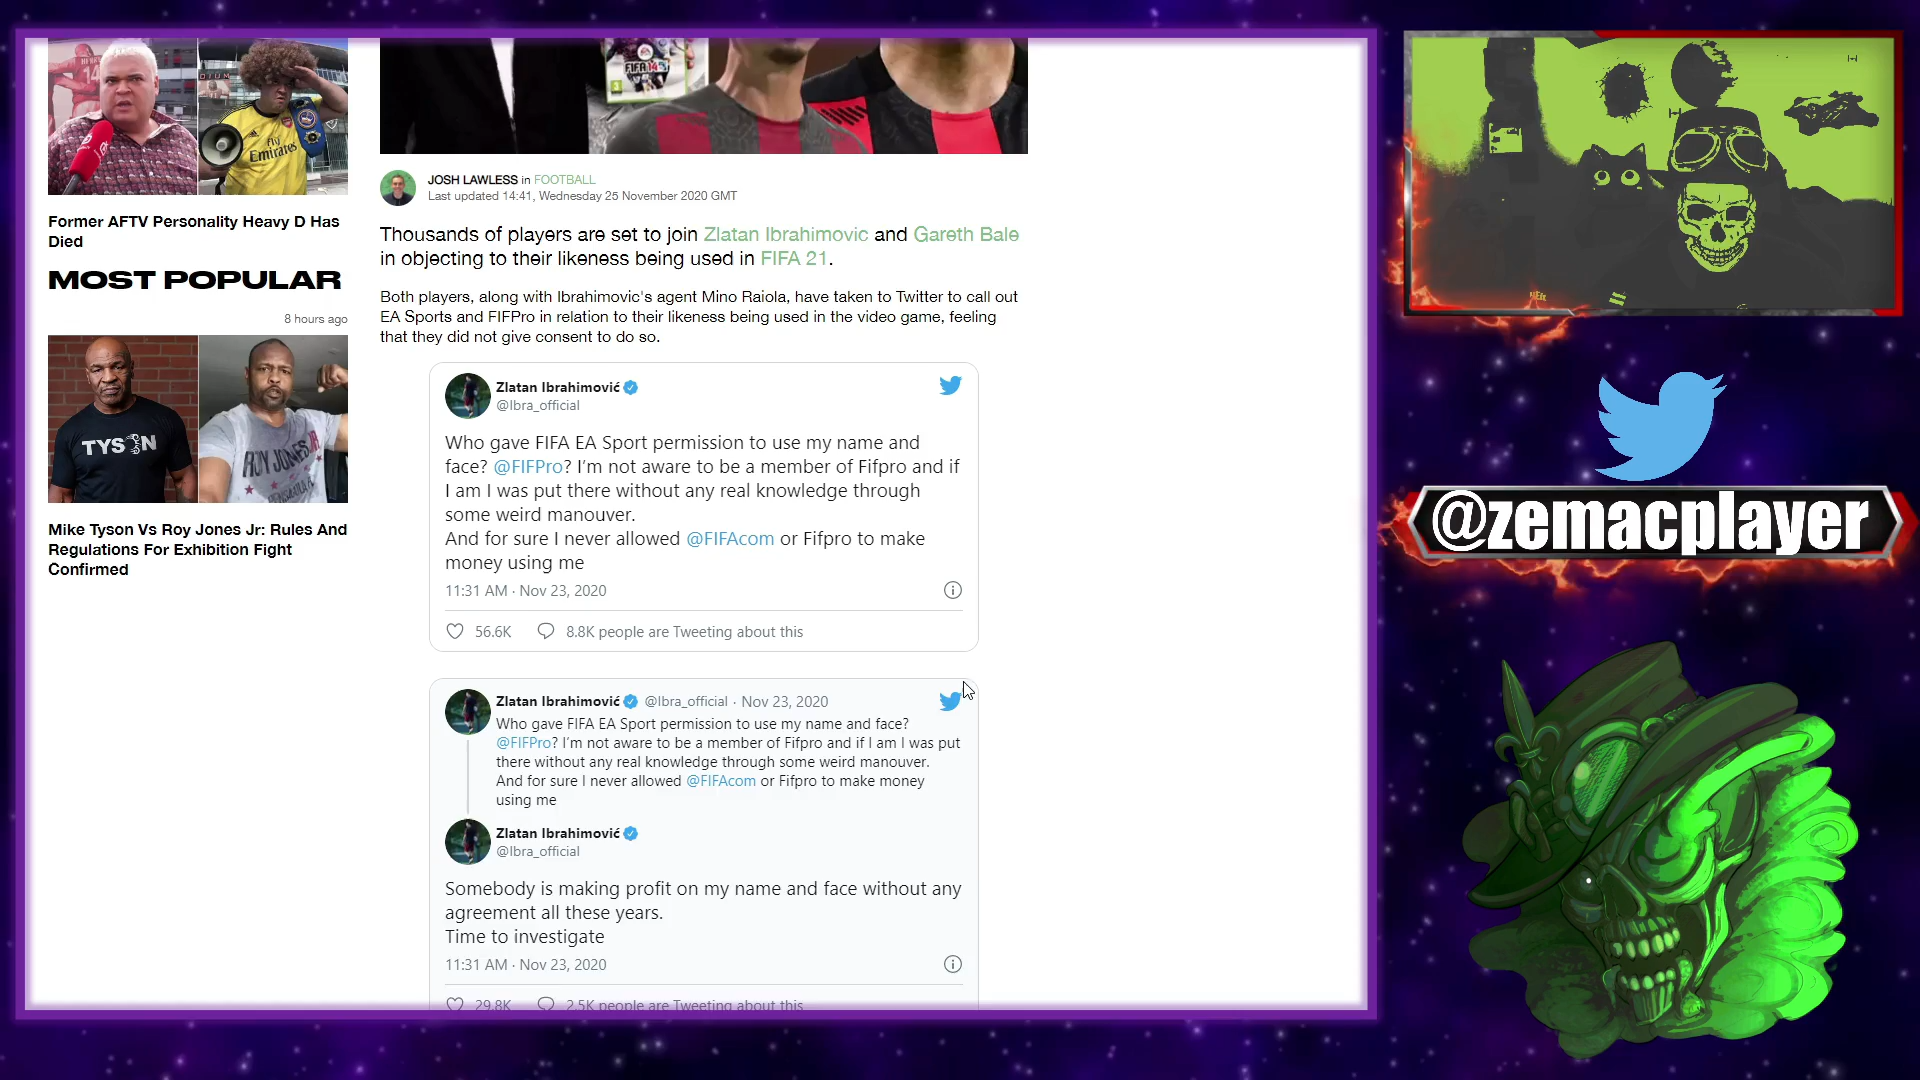 Former AFTV Personality Heavy D Has
Died
MOST POPULAR
8 hours ago
TYSON
Mike Tyson Vs Roy Jones Jr: Rules And
Regulations For Exhibition Fight
Confirmed
Fly
Emirates
FIFA 14
JOSH LAWLESS in FOOTBALL
Last updated 14:41, Wednesday 25 November 2020 GMT
Thousands of players are set to join Zlatan Ibrahimovic and Gareth Bale
in objecting to their likeness being used in FIFA 21.
Both players, along with Ibrahimovic's agent Mino Raiola, have taken to Twitter to call out
EA Sports and FIFPro in relation to their likeness being used in the video game, feeling
that they did not give consent to do so.
Zlatan Ibrahimović
@Ibra_official
Who gave FIFA EA Sport permission to use my name and
face? @FIFPro? I'm not aware to be a member of Fifpro and if
I am I was put there without any real knowledge through
some weird manouver.
And for sure I never allowed @FIFAcom or Fifpro to make
money using me
11:31 AM · Nov 23, 2020
56.6K 8.8K people are Tweeting about this
Zlatan Ibrahimović @Ibra_official · Nov 23, 2020
Who gave FIFA EA Sport permission to use my name and face?
@FIFPro? I'm not aware to be a member of Fifpro and if I am I was put
there without any real knowledge through some weird manouver.
And for sure I never allowed @FIFAcom or Fifpro to make money
using me
Zlatan Ibrahimović
@Ibra_official
Somebody is making profit on my name and face without any
agreement all these years.
Time to investigate
11:31 AM · Nov 23, 2020
29.8K 2.5K people are Tweeting about this
@zemacplayer